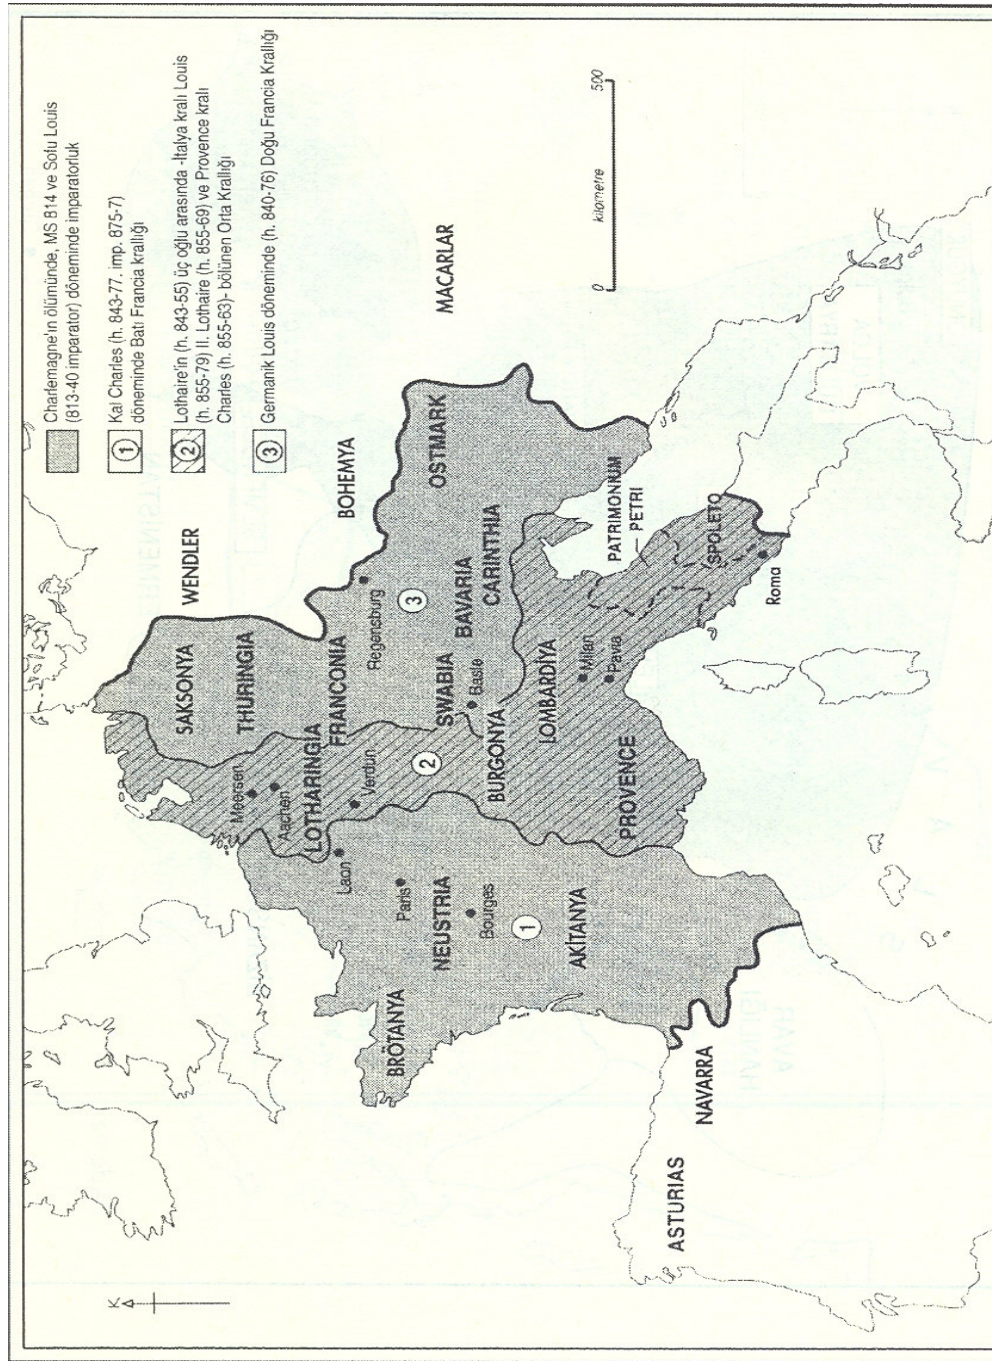 Charlemagne'ın ölümünde, MS 814 ve Sofu Louis
(813-40 imparator) döneminde imparatorluk
1
Kal Charles (h. 843-77. imp. 875-7)
döneminde Batı Francia krallığı
2
Lothaire'in (h. 843-55) üç oğlu arasında -İtalya kralı Louis
(h. 855-79) II. Lothaire (h. 855-69) ve Provence kralı
Charles (h. 855-63)- bölünen Orta Krallığı
3
Germanik Louis döneminde (h. 840-76) Doğu Francia Krallığı
K
WENDLER
SAKSONYA
THURINGIA
BOHEMYA
MACARLAR
Meersen
Aachen
LOTHARINGIA
FRANCONIA
Regensburg
Laon
Verdun
3
OSTMARK
Paris
2
SWABIA
BAVARIA
BRÖTANYA
NEUSTRIA
Basle
CARINTHIA
Bourges
BURGONYA
1
LOMBARDİYA
AKİTANYA
Milan
Pavia
PATRIMONIUM
PETRI
PROVENCE
SPOLETO
Roma
ASTURIAS
NAVARRA
0
kilometre
500